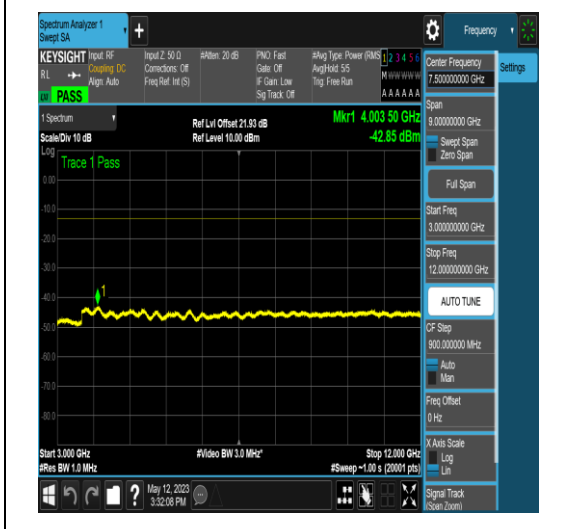 Spectrum Analyzer 1
Swept SA
Frequency
KEYSIGHT
RL
Input: RF
Coupling: DC
Align: Auto
Input Z: 50 Ω
Corrections: Off
Freq Ref: Int (S)
#Atten: 20 dB
PNO: Fast
Gate: Off
IF Gain: Low
Sig Track: Off
#Avg Type: Power (RMS
Avg|Hold: 5/5
Trig: Free Run
1 2 3 4 5 6
M W W W W W
A A A A A A
PASS
1 Spectrum
Scale/Div 10 dB
Log
Ref Lvl Offset 21.93 dB
Ref Level 10.00 dBm
Mkr1 4.003 50 GHz
-42.85 dBm
Trace 1 Pass
0.00
-10.0
-20.0
-30.0
-40.0
-50.0
-60.0
-70.0
-80.0
1
Start 3.000 GHz
#Res BW 1.0 MHz
#Video BW 3.0 MHz*
Stop 12.000 GHz
#Sweep ~1.00 s (20001 pts)
May 12, 2023
3:32:08 PM
Center Frequency
7.500000000 GHz
Span
9.00000000 GHz
Swept Span
Zero Span
Full Span
Start Freq
3.000000000 GHz
Stop Freq
12.000000000 GHz
AUTO TUNE
CF Step
900.000000 MHz
Auto
Man
Freq Offset
0 Hz
X Axis Scale
Log
Lin
Signal Track
(Span Zoom)
Settings